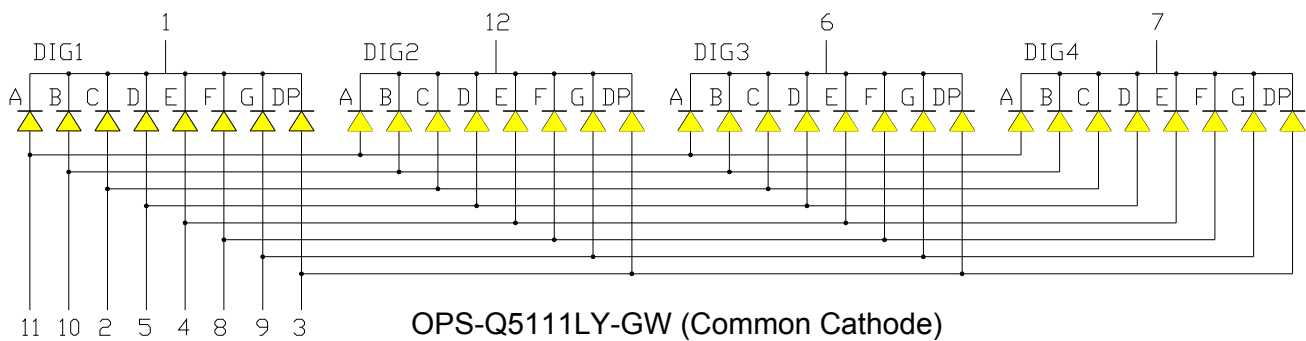 1 12 6 7
DIG1 DIG2 DIG3 DIG4
A B C D E F G DP A B C D E F G DP A B C D E F G DP A B C D E F G DP
11 10 2 5 4 8 9 3 OPS-Q5111LY-GW (Common Cathode)